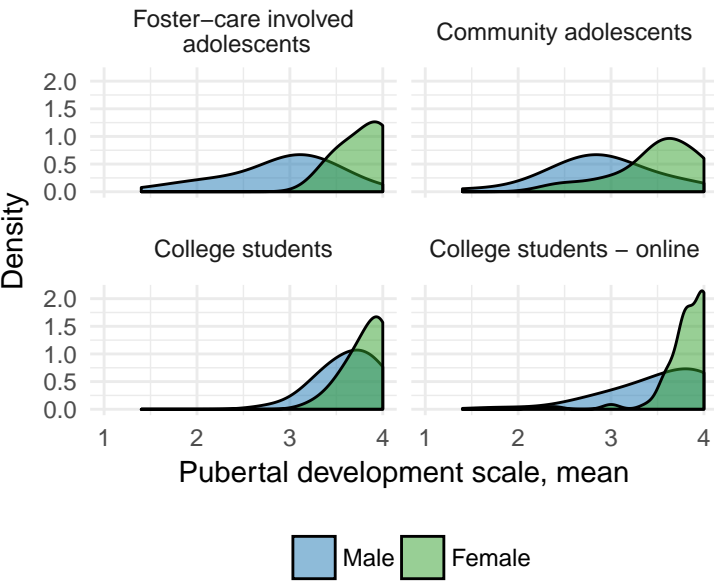 Foster−care involved
adolescents
Community adolescents
2.0
1.5
1.0
0.5
0.0
Density
College students
College students − online
2.0
1.5
1.0
0.5
0.0
1 2 3 4 1 2 3 4
Pubertal development scale, mean
Male Female